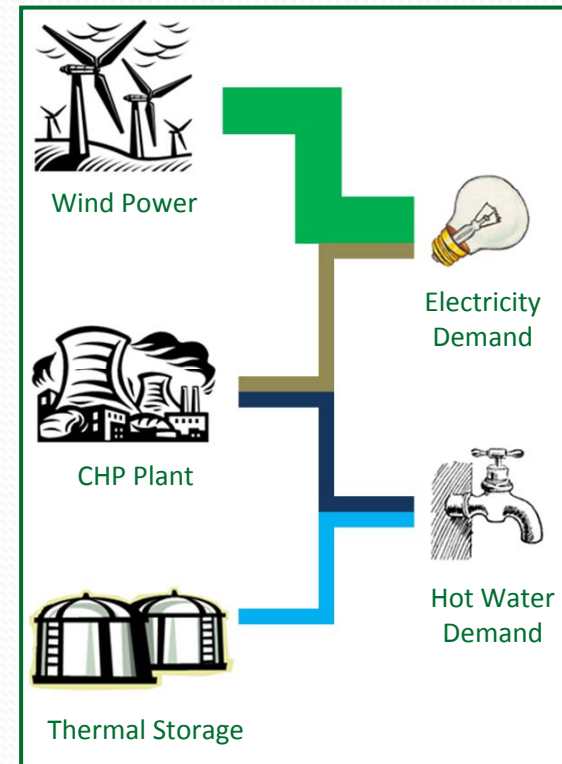 Wind Power
Electricity
Demand
CHP Plant
Hot Water
Demand
Thermal Storage